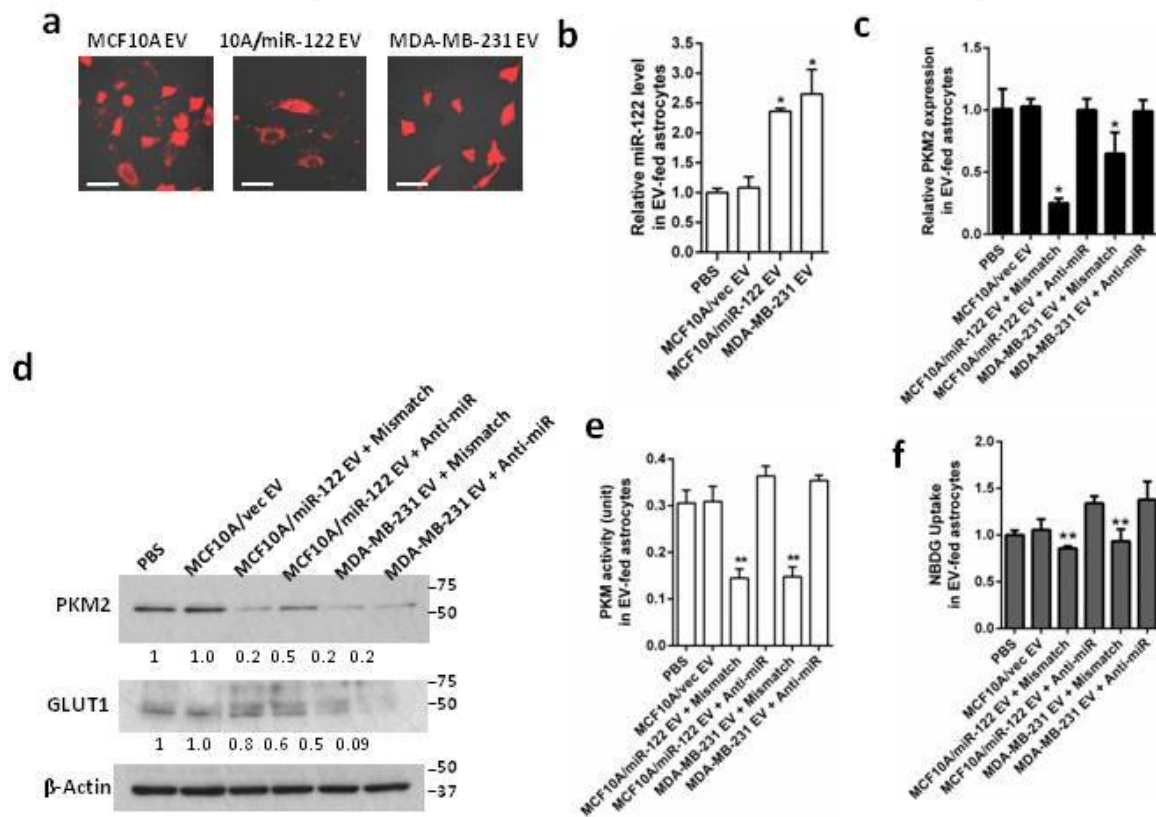 a
MCF10A EV
10A/miR-122 EV
MDA-MB-231 EV
b
Relative miR-122 level
in EV-fed astrocytes
3.5
3.0
2.5
2.0
1.5
1.0
0.5
0.0
*
*
PBS
MCF10A/vec EV
MCF10A/miR-122 EV
MDA-MB-231 EV
c
Relative PKM2 expression
in EV-fed astrocytes
1.5
1.0
0.5
0.0
*
*
PBS
MCF10A/vec EV
MCF10A/miR-122 EV + Mismatch
MCF10A/miR-122 EV + Anti-miR
MDA-MB-231 EV + Mismatch
MDA-MB-231 EV + Anti-miR
d
PBS
MCF10A/vec EV
MCF10A/miR-122 EV + Mismatch
MCF10A/miR-122 EV + Anti-miR
MDA-MB-231 EV + Mismatch
MDA-MB-231 EV + Anti-miR
PKM2
-75
-50
1 1.0 0.2 0.5 0.2 0.2
GLUT1
-75
-50
1 1.0 0.8 0.6 0.5 0.09
β-Actin
-50
-37
e
PKM activity (unit)
in EV-fed astrocytes
0.4
0.3
0.2
0.1
0.0
**
**
PBS
MCF10A/vec EV
MCF10A/miR-122 EV + Mismatch
MCF10A/miR-122 EV + Anti-miR
MDA-MB-231 EV + Mismatch
MDA-MB-231 EV + Anti-miR
f
NBDG Uptake
in EV-fed astrocytes
2.0
1.5
1.0
0.5
0.0
**
**
PBS
MCF10A/vec EV
MCF10A/miR-122 EV + Mismatch
MCF10A/miR-122 EV + Anti-miR
MDA-MB-231 EV + Mismatch
MDA-MB-231 EV + Anti-miR